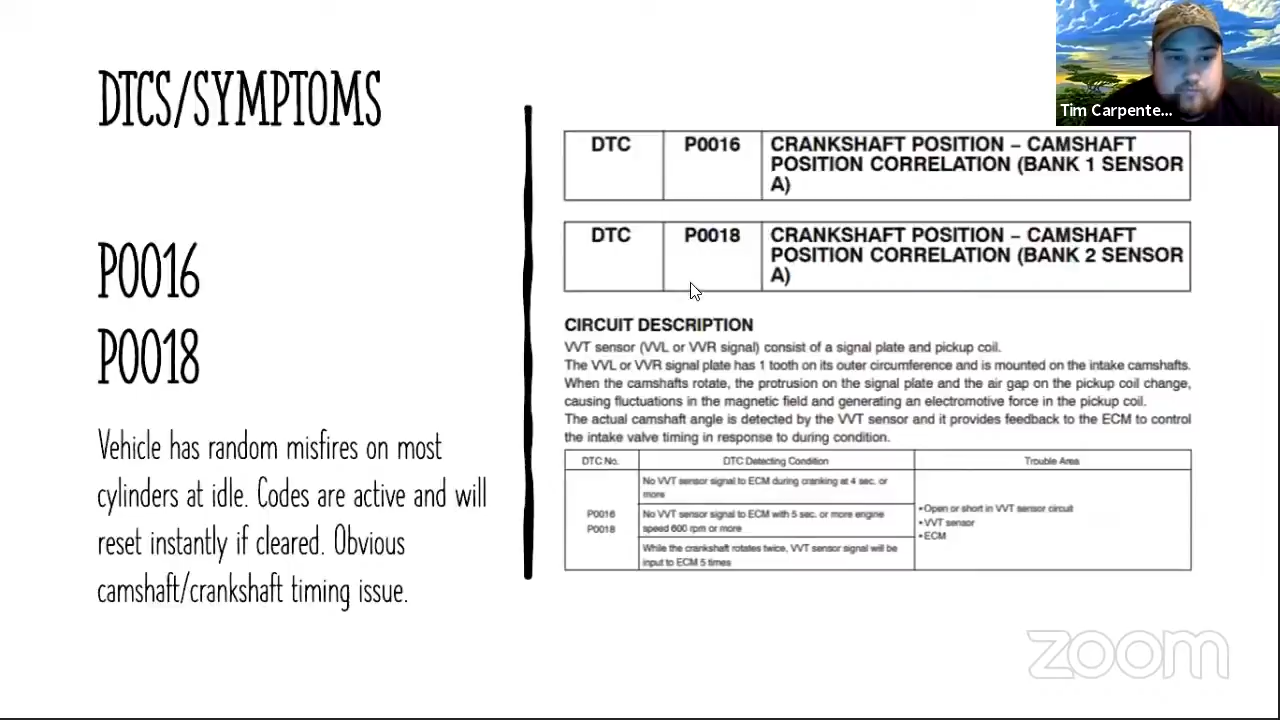 DTCS/SYMPTOMS
P0016
P0018
Vehicle has random misfires on most
cylinders at idle. Codes are active and will
reset instantly if cleared. Obvious
camshaft/crankshaft timing issue.
Tim Carpente...
DTC P0016 CRANKSHAFT POSITION – CAMSHAFT
POSITION CORRELATION (BANK 1 SENSOR
A)
DTC P0018 CRANKSHAFT POSITION – CAMSHAFT
POSITION CORRELATION (BANK 2 SENSOR
A)
CIRCUIT DESCRIPTION
VVT sensor (VVL or VVR signal) consist of a signal plate and pickup coil.
The VVL or VVR signal plate has 1 tooth on its outer circumference and is mounted on the intake camshafts.
When the camshafts rotate, the protrusion on the signal plate and the air gap on the pickup coil change,
causing fluctuations in the magnetic field and generating an electromotive force in the pickup coil.
The actual camshaft angle is detected by the VVT sensor and it provides feedback to the ECM to control
the intake valve timing in response to during condition.
DTC No. DTC Detecting Condition Trouble Area
P0016
P0018
No VVT sensor signal to ECM during cranking at 4 sec. or
more
No VVT sensor signal to ECM with 5 sec. or more engine
speed 600 rpm or more
While the crankshaft rotates twice, VVT sensor signal will be
input to ECM 5 times
•Open or short in VVT sensor circuit
•VVT sensor
•ECM
zoom